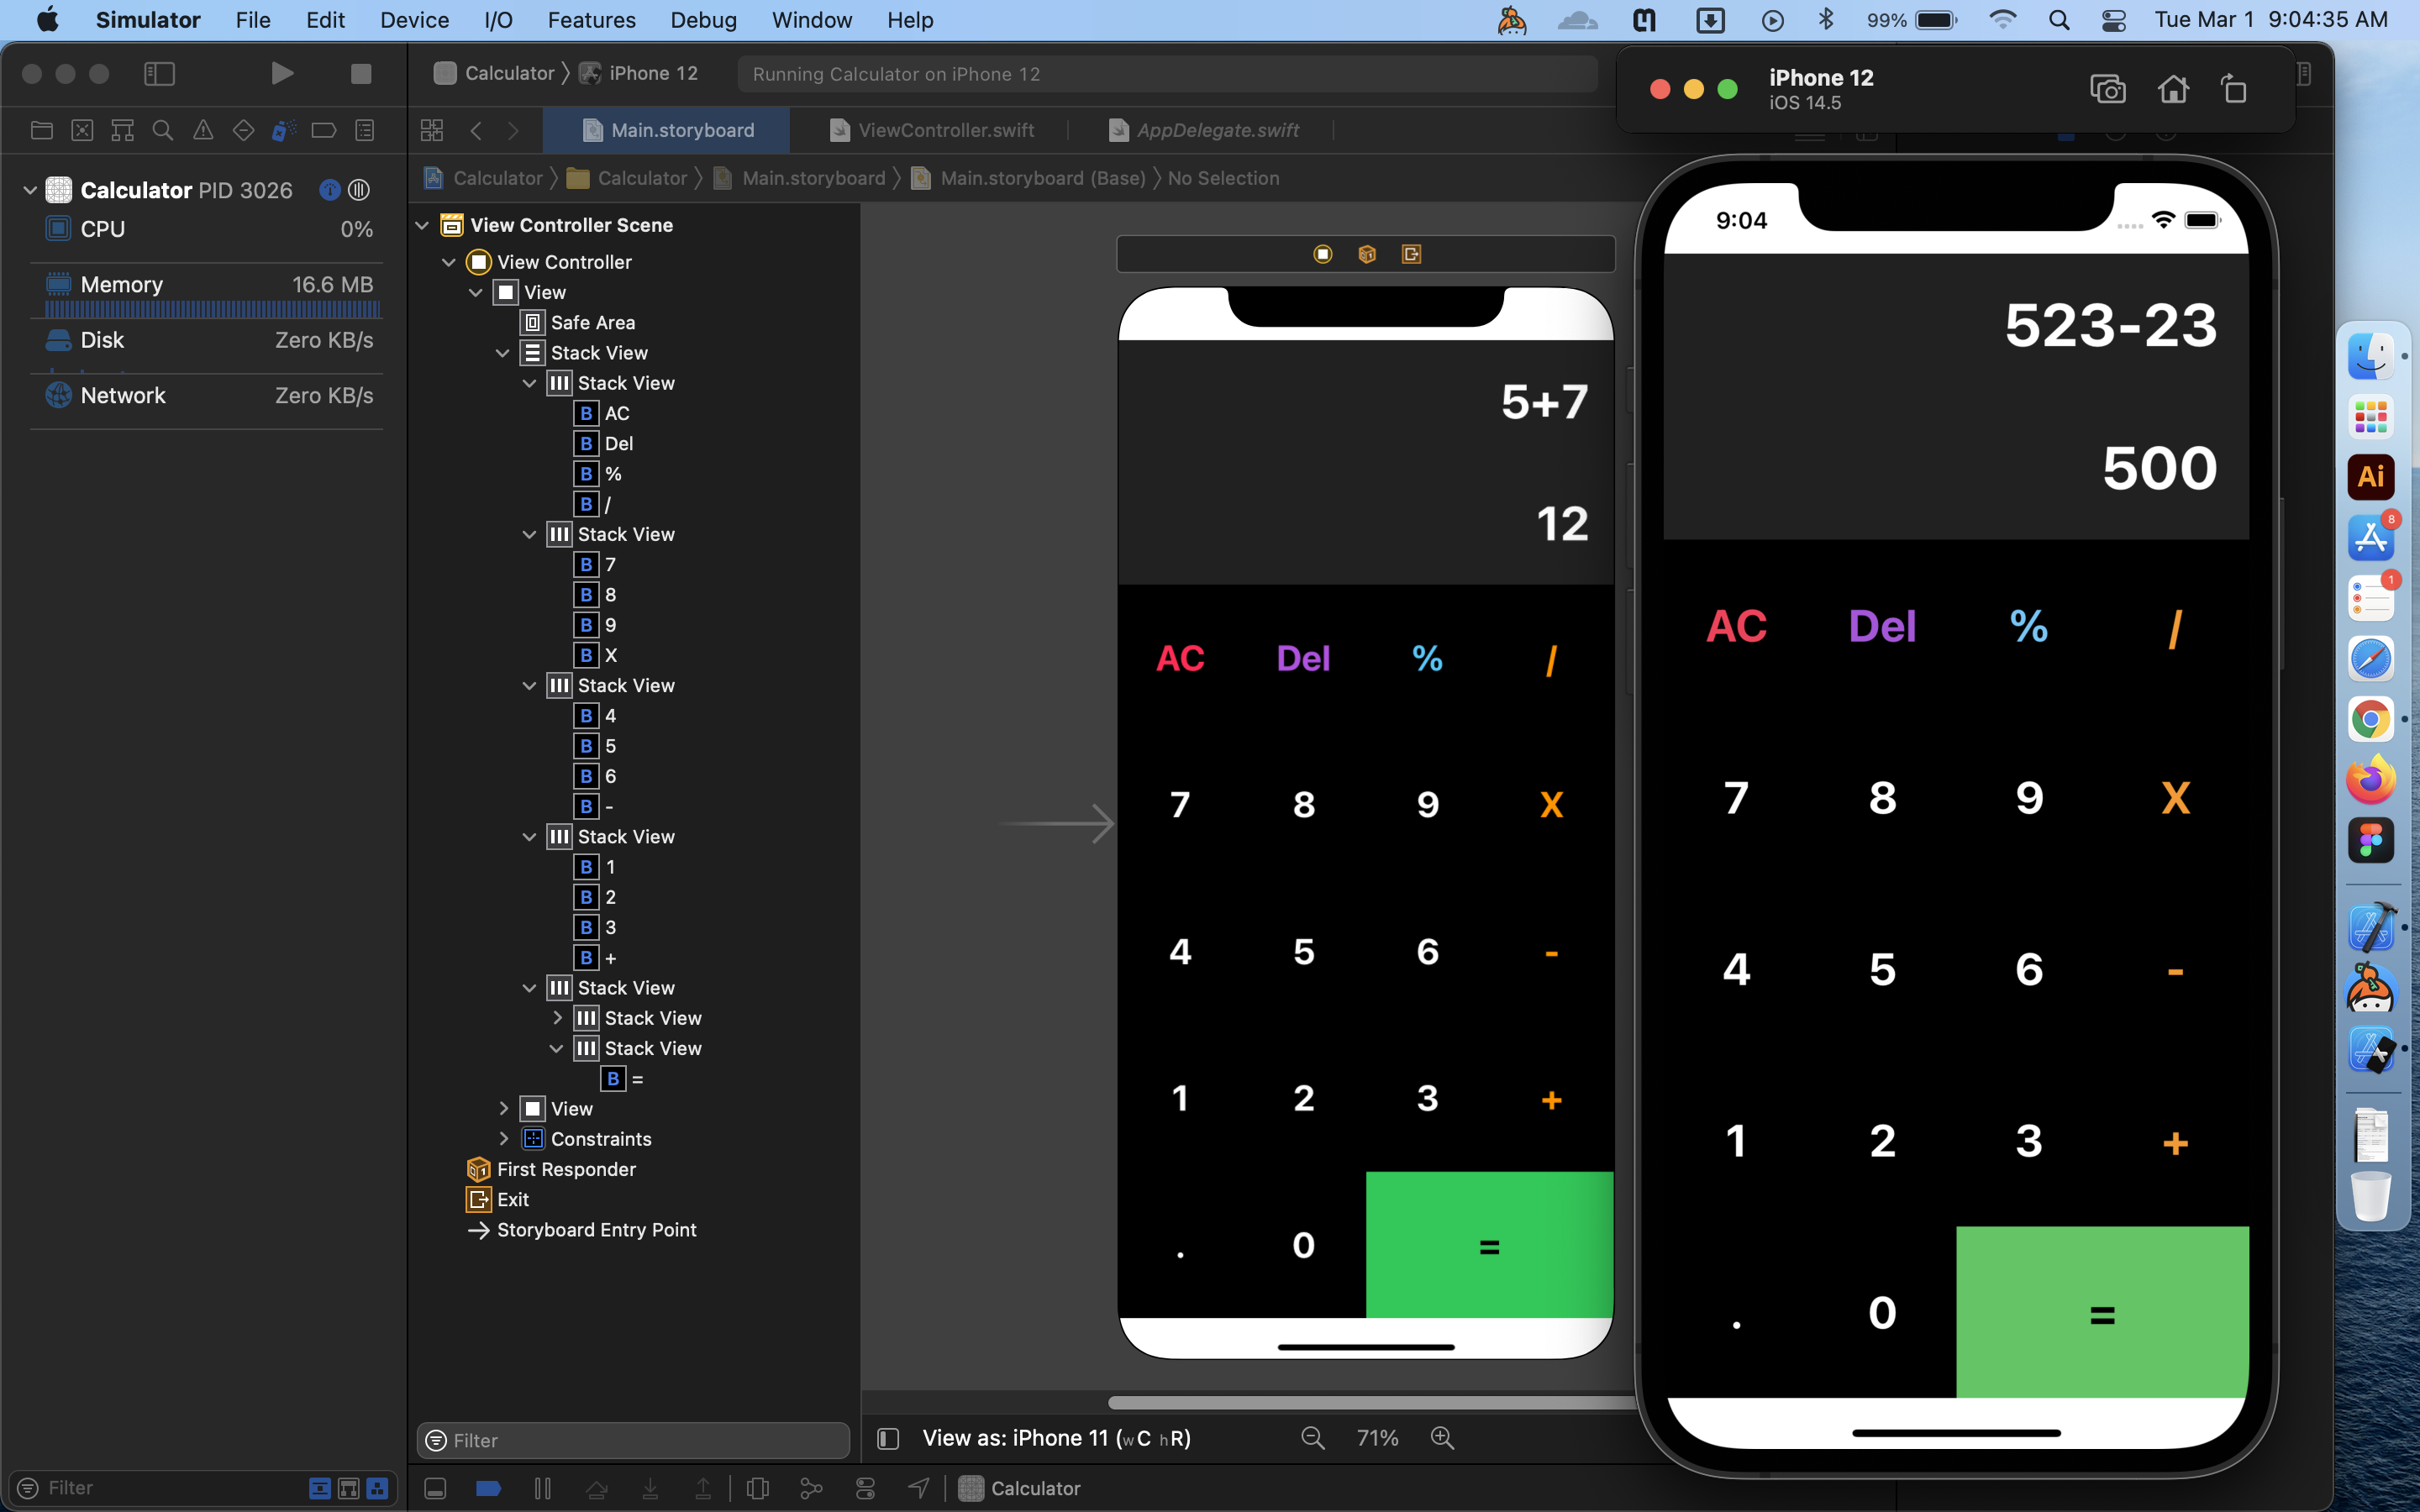 Simulator File Edit Device I/O Features Debug Window Help 99% Tue Mar 1 9:04:35 AM
Calculator iPhone 12 Running Calculator on iPhone 12
iPhone 12
iOS 14.5
Main.storyboard ViewController.swift AppDelegate.swift
Calculator Calculator Main.storyboard Main.storyboard (Base) No Selection
Calculator PID 3026
CPU 0%
Memory 16.6 MB
Disk Zero KB/s
Network Zero KB/s
Filter
View Controller Scene
View Controller
View
Safe Area
Stack View
Stack View
B AC
B Del
B %
B /
Stack View
B 7
B 8
B 9
B X
Stack View
B 4
B 5
B 6
B -
Stack View
B 1
B 2
B 3
B +
Stack View
Stack View
Stack View
B =
View
Constraints
First Responder
Exit
Storyboard Entry Point
Filter
5+7
12
AC Del % /
7 8 9 X
4 5 6 -
1 2 3 +
. 0 =
View as: iPhone 11 (wC hR) 71%
Calculator
9:04
523-23
500
AC Del % /
7 8 9 X
4 5 6 -
1 2 3 +
. 0 =
Ai
8
1